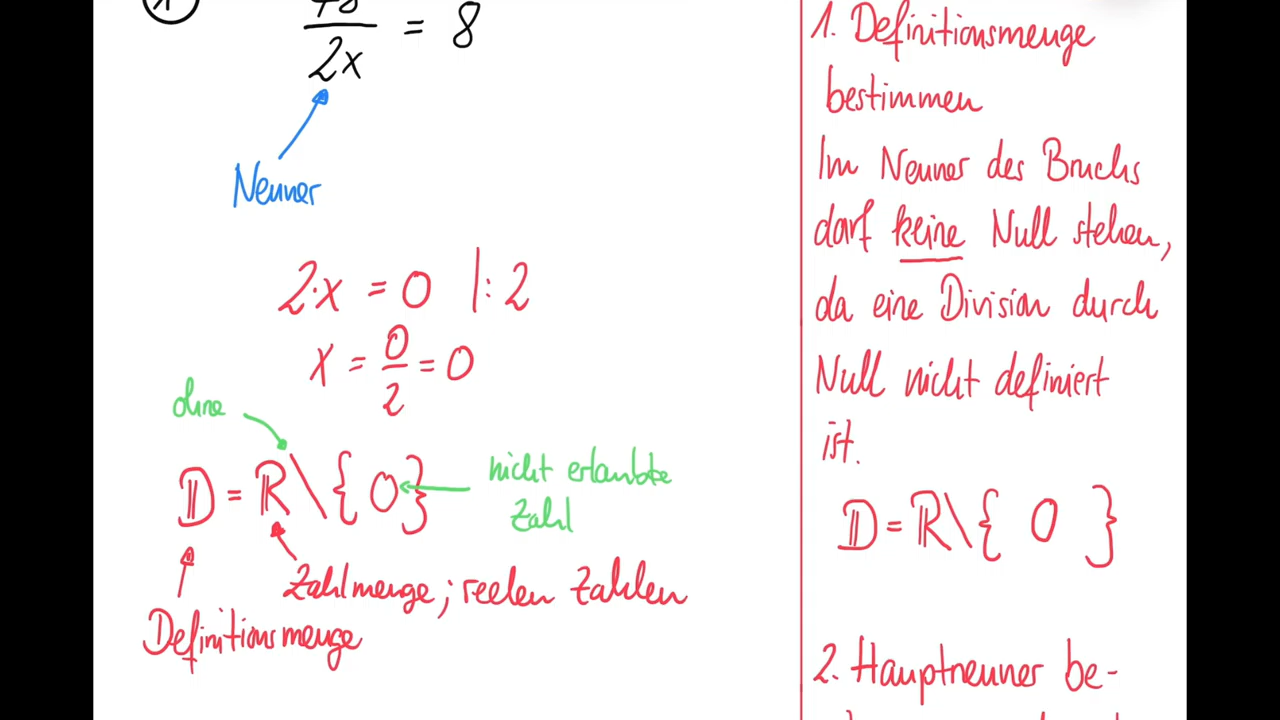 2x = 8
Nenner
2·x = 0 |:2
x = 0/2 = 0
ohne
𝔻 = ℝ \ { 0 }
nicht erlaubte
Zahl
Zahlmenge; reelen Zahlen
Definitionsmenge
1. Definitionsmenge
bestimmen
Im Nenner des Bruchs
darf keine Null stehen,
da eine Division durch
Null nicht definiert
ist.
𝔻 = ℝ \ { 0 }
2. Hauptnenner be-